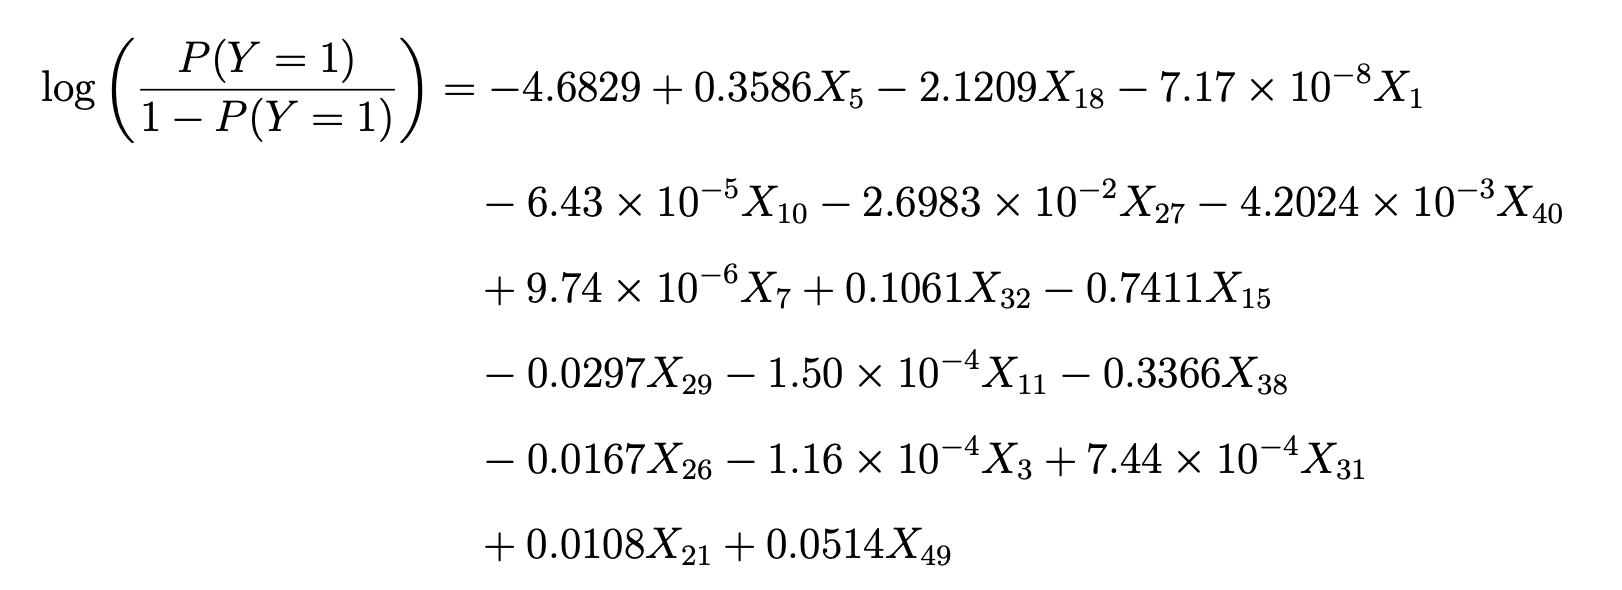 log ( P(Y = 1) / 1 − P(Y = 1) ) = −4.6829 + 0.3586X₅ − 2.1209X₁₈ − 7.17 × 10⁻⁸X₁
− 6.43 × 10⁻⁵X₁₀ − 2.6983 × 10⁻²X₂₇ − 4.2024 × 10⁻³X₄₀
+ 9.74 × 10⁻⁶X₇ + 0.1061X₃₂ − 0.7411X₁₅
− 0.0297X₂₉ − 1.50 × 10⁻⁴X₁₁ − 0.3366X₃₈
− 0.0167X₂₆ − 1.16 × 10⁻⁴X₃ + 7.44 × 10⁻⁴X₃₁
+ 0.0108X₂₁ + 0.0514X₄₉